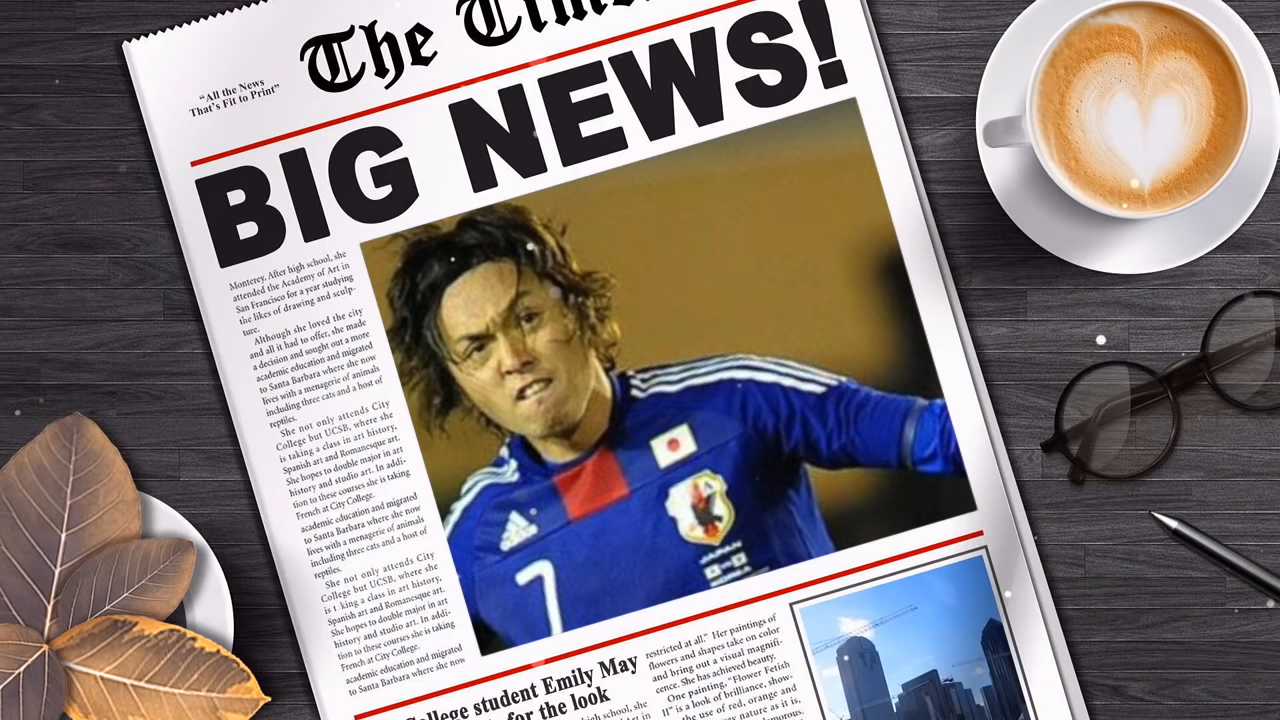 The Times
"All the News
That's Fit to Print"
BIG NEWS!
Monterey. After high school, she
attended the Academy of Art in
San Francisco for a year studying
the likes of drawing and sculp-
ture.
Although she loved the city
and all it had to offer, she made
a decision and sought out a more
academic education and migrated
to Santa Barbara where she now
lives with a menagerie of animals
including three cats and a host of
reptiles.
She not only attends City
College but UCSB, where she
is taking a class in art history,
Spanish art and Romanesque art.
She hopes to double major in art
history and studio art. In addi-
tion to these courses she is taking
French at City College.
academic education and migrated
to Santa Barbara where she now
lives with a menagerie of animals
including three cats and a host of
reptiles.
She not only attends City
College but UCSB, where she
is t king a class in art history,
Spanish art and Romanesque art.
She hopes to double major in art
history and studio art. In addi-
tion to these courses she is taking
French at City College.
academic education and migrated
to Santa Barbara where she now
adidas
7
JAPAN
College student Emily May
for the look
high school, she
restricted at all." Her paintings of
flowers and shapes take on color
and bring out a visual magnifi-
cence. She has achieved beauty.
One painting, "Flower Fetish
II" is a look of brilliance, show-
the use of red, orange and
nature as it is,